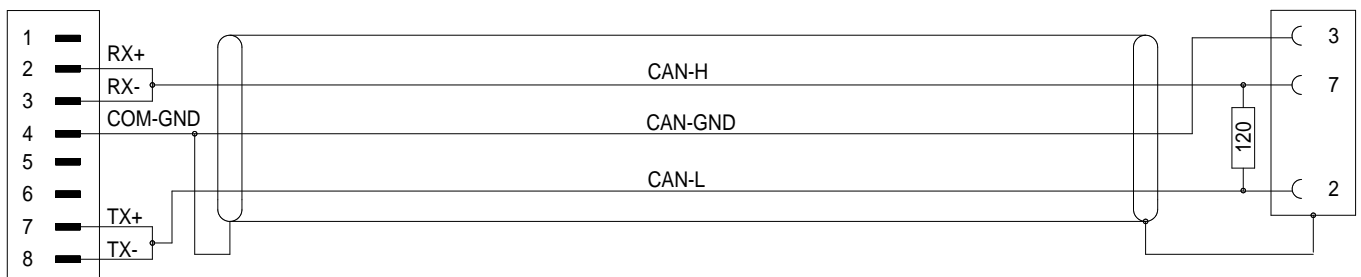 1
2
3
4
5
6
7
8
RX+
RX-
COM-GND
TX+
TX-
CAN-H
CAN-GND
CAN-L
120
3
7
2